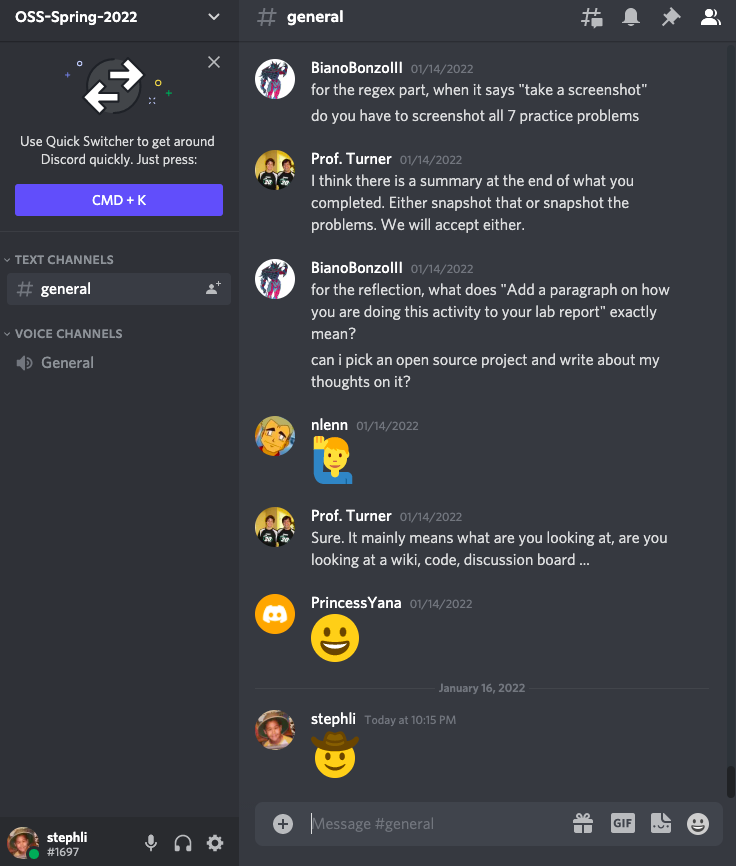 OSS-Spring-2022
Use Quick Switcher to get around
Discord quickly. Just press:
CMD + K
TEXT CHANNELS
general
VOICE CHANNELS
General
stephli
#1697
# general
BianoBonzoIII 01/14/2022
for the regex part, when it says "take a screenshot"
do you have to screenshot all 7 practice problems
Prof. Turner 01/14/2022
I think there is a summary at the end of what you
completed. Either snapshot that or snapshot the
problems. We will accept either.
BianoBonzoIII 01/14/2022
for the reflection, what does "Add a paragraph on how
you are doing this activity to your lab report" exactly
mean?
can i pick an open source project and write about my
thoughts on it?
nlenn 01/14/2022
Prof. Turner 01/14/2022
Sure. It mainly means what are you looking at, are you
looking at a wiki, code, discussion board ...
PrincessYana 01/14/2022
January 16, 2022
stephli Today at 10:15 PM
Message #general
GIF